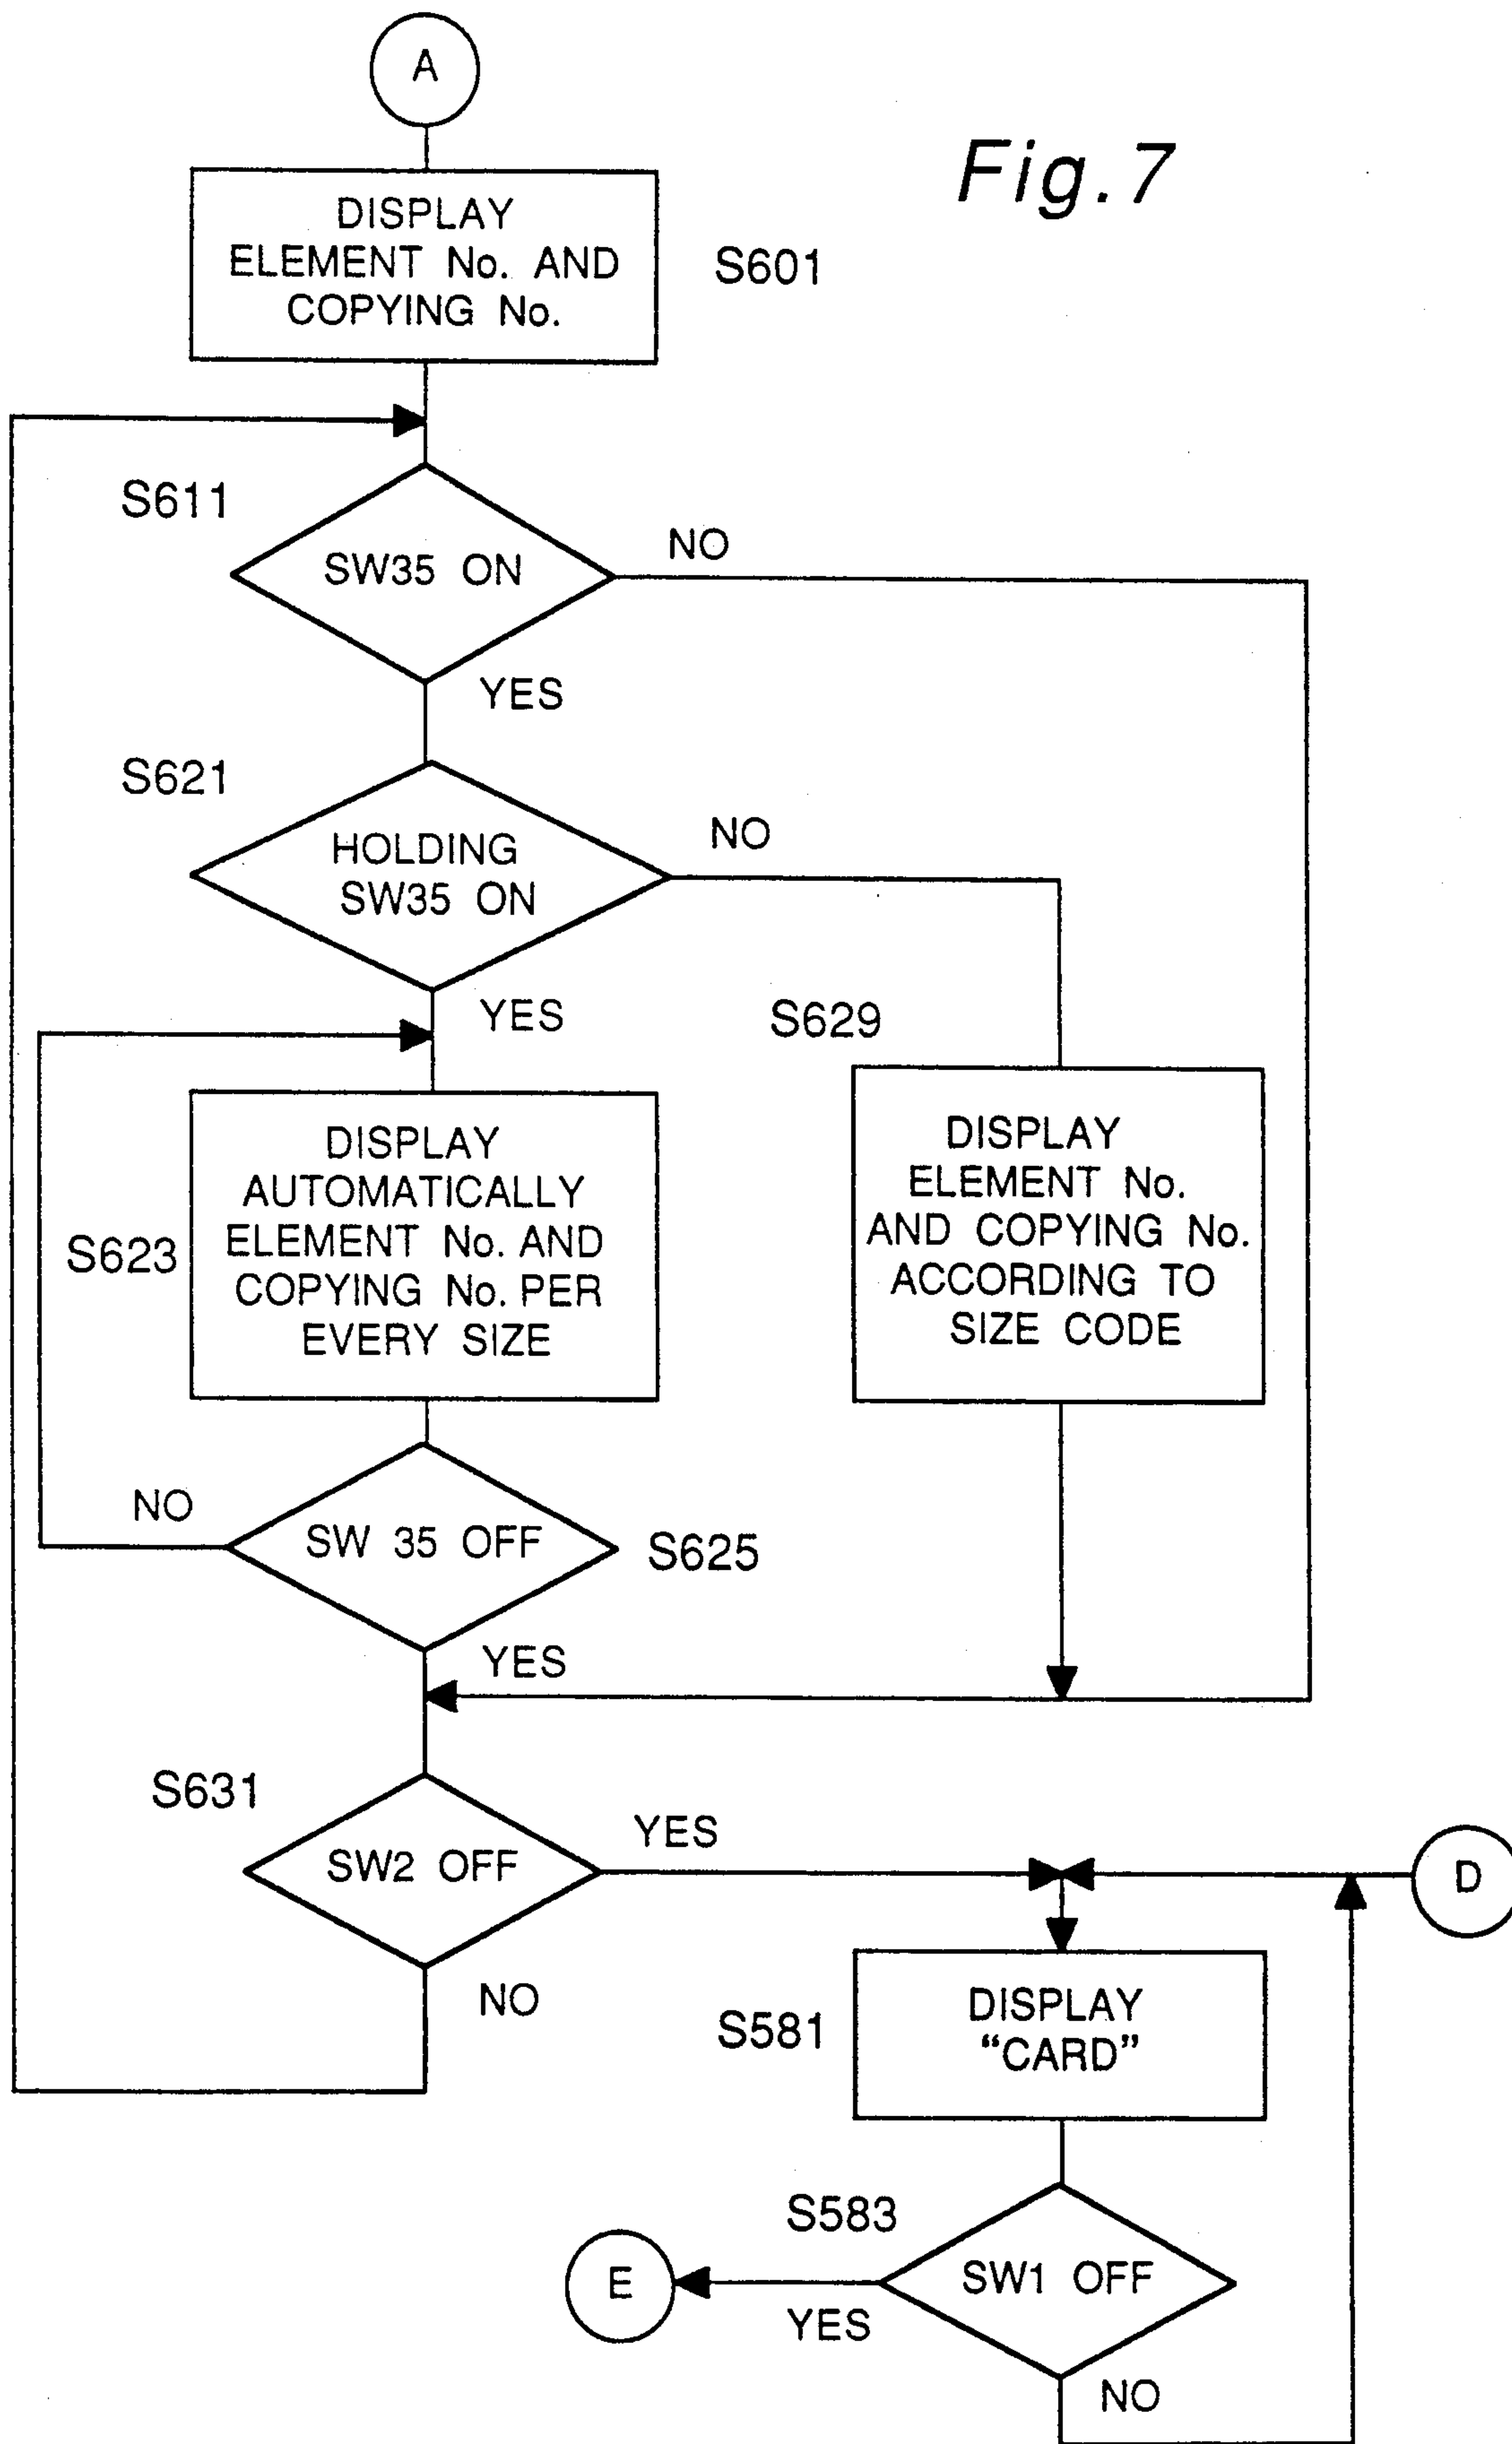 A
Fig.7
DISPLAY
ELEMENT No. AND
COPYING No.
S601
S611
SW35 ON
NO
YES
S621
HOLDING
SW35 ON
NO
YES
S629
S623
DISPLAY
AUTOMATICALLY
ELEMENT No. AND
COPYING No. PER
EVERY SIZE
DISPLAY
ELEMENT No.
AND COPYING No.
ACCORDING TO
SIZE CODE
NO
SW 35 OFF
S625
YES
S631
SW2 OFF
YES
D
NO
S581
DISPLAY
“CARD”
S583
SW1 OFF
E
YES
NO